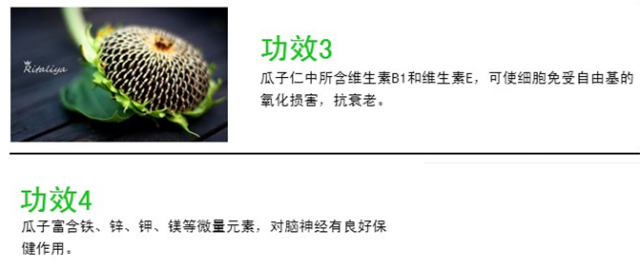 Ritaliya
功效3
瓜子仁中所含维生素B1和维生素E，可使细胞免受自由基的
氧化损害，抗衰老。
功效4
瓜子富含铁、锌、钾、镁等微量元素，对脑神经有良好保
健作用。